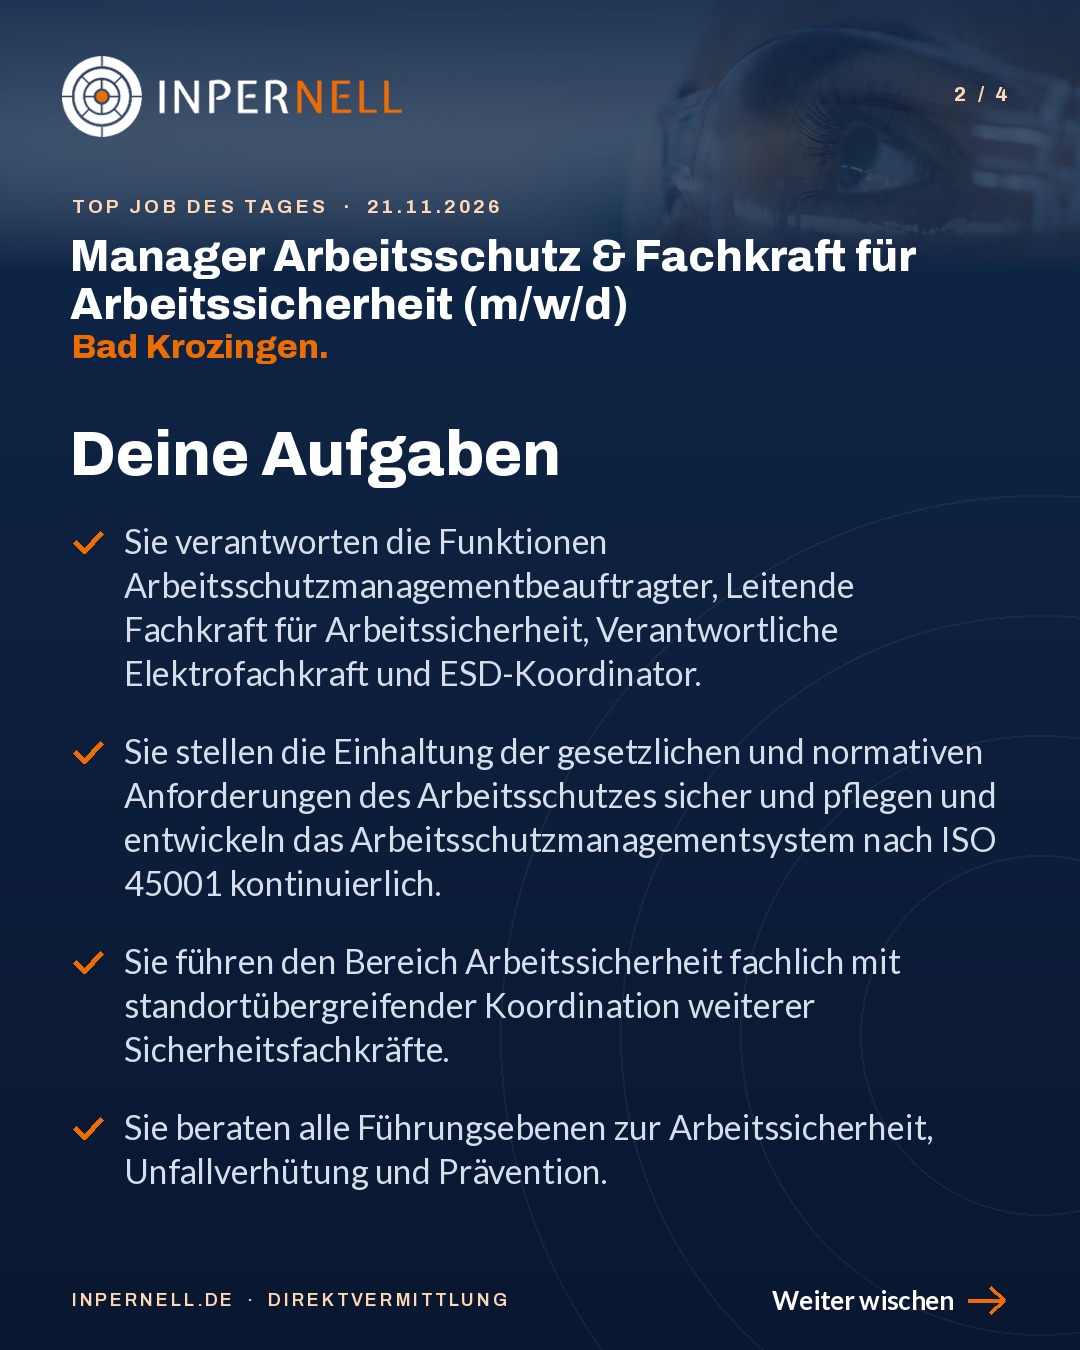 INPERNELL
2 / 4
TOP JOB DES TAGES · 21.11.2026
Manager Arbeitsschutz & Fachkraft für
Arbeitssicherheit (m/w/d)
Bad Krozingen.
Deine Aufgaben
Sie verantworten die Funktionen
Arbeitsschutzmanagementbeauftragter, Leitende
Fachkraft für Arbeitssicherheit, Verantwortliche
Elektrofachkraft und ESD-Koordinator.
Sie stellen die Einhaltung der gesetzlichen und normativen
Anforderungen des Arbeitsschutzes sicher und pflegen und
entwickeln das Arbeitsschutzmanagementsystem nach ISO
45001 kontinuierlich.
Sie führen den Bereich Arbeitssicherheit fachlich mit
standortübergreifender Koordination weiterer
Sicherheitsfachkräfte.
Sie beraten alle Führungsebenen zur Arbeitssicherheit,
Unfallverhütung und Prävention.
INPERNELL.DE · DIREKTVERMITTLUNG
Weiter wischen